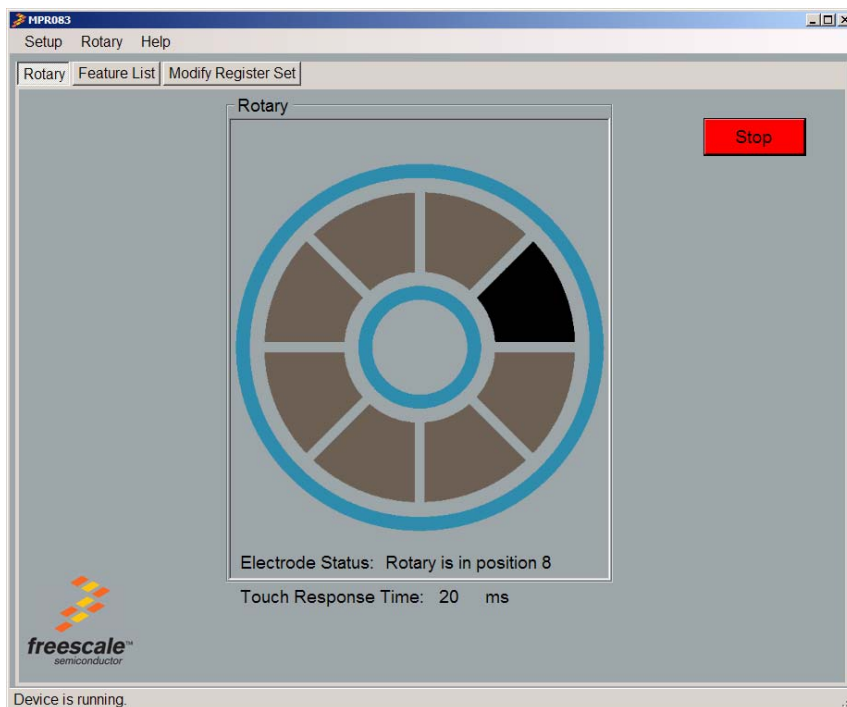 MPR083
Setup Rotary Help
Rotary Feature List Modify Register Set
Rotary
Stop
Electrode Status: Rotary is in position 8
Touch Response Time: 20 ms
freescale™
semiconductor
Device is running.